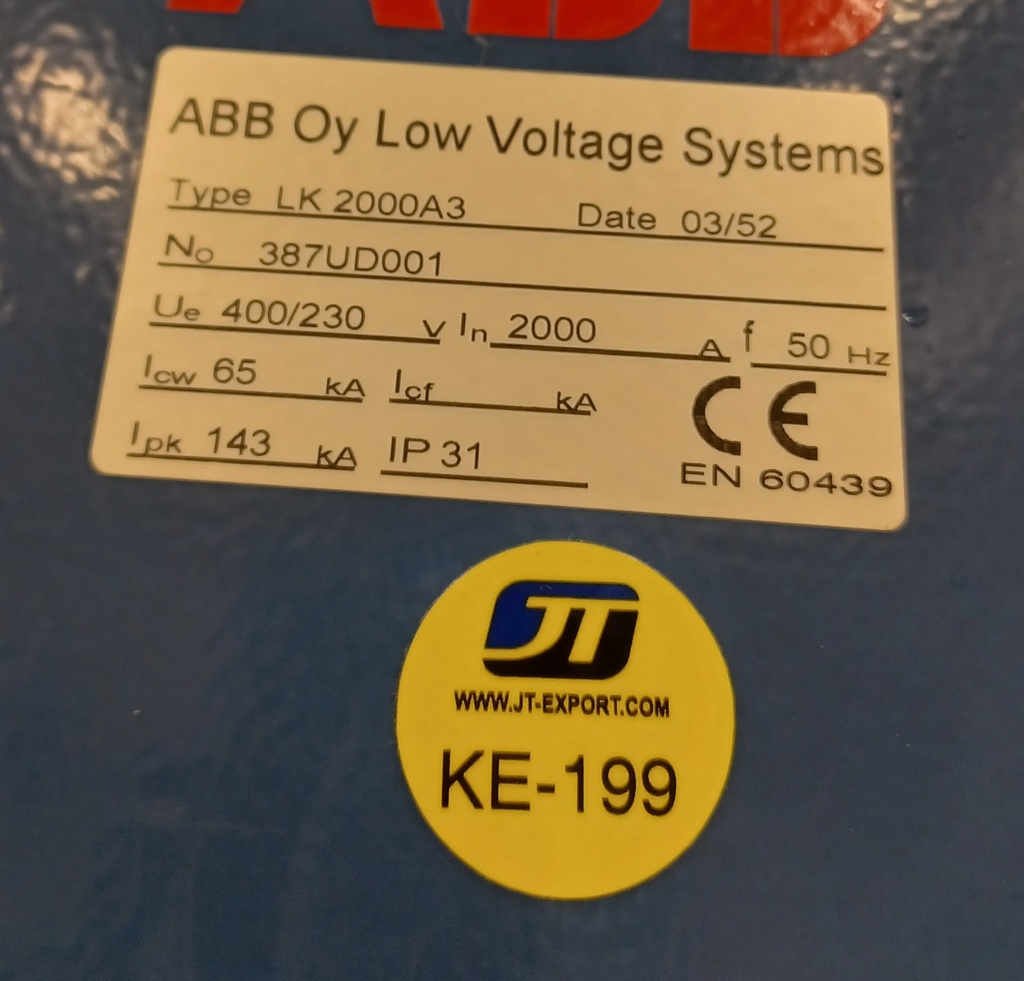 ABB
ABB Oy Low Voltage Systems
Type LK 2000A3 Date 03/52
No 387UD001
Ue 400/230 V In 2000 A f 50 Hz
Icw 65 kA Icf kA
Ipk 143 kA IP 31
CE
EN 60439
JT
WWW.JT-EXPORT.COM
KE-199